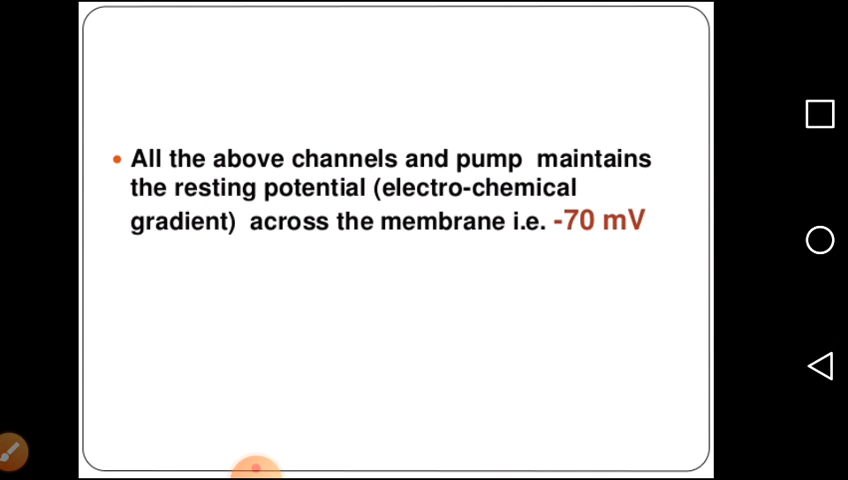 • All the above channels and pump maintains
the resting potential (electro-chemical
gradient) across the membrane i.e. -70 mV